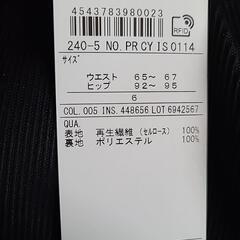 4543783980023
RFID
240-5 NO.PRCYIS0114
サイズ
ウエスト 65～ 67
ヒップ 92～ 95
6
COL.005 INS.448656 LOT 6942567
QUA.
表地 再生繊維(セルロース) 100%
裏地 ポリエステル 100%